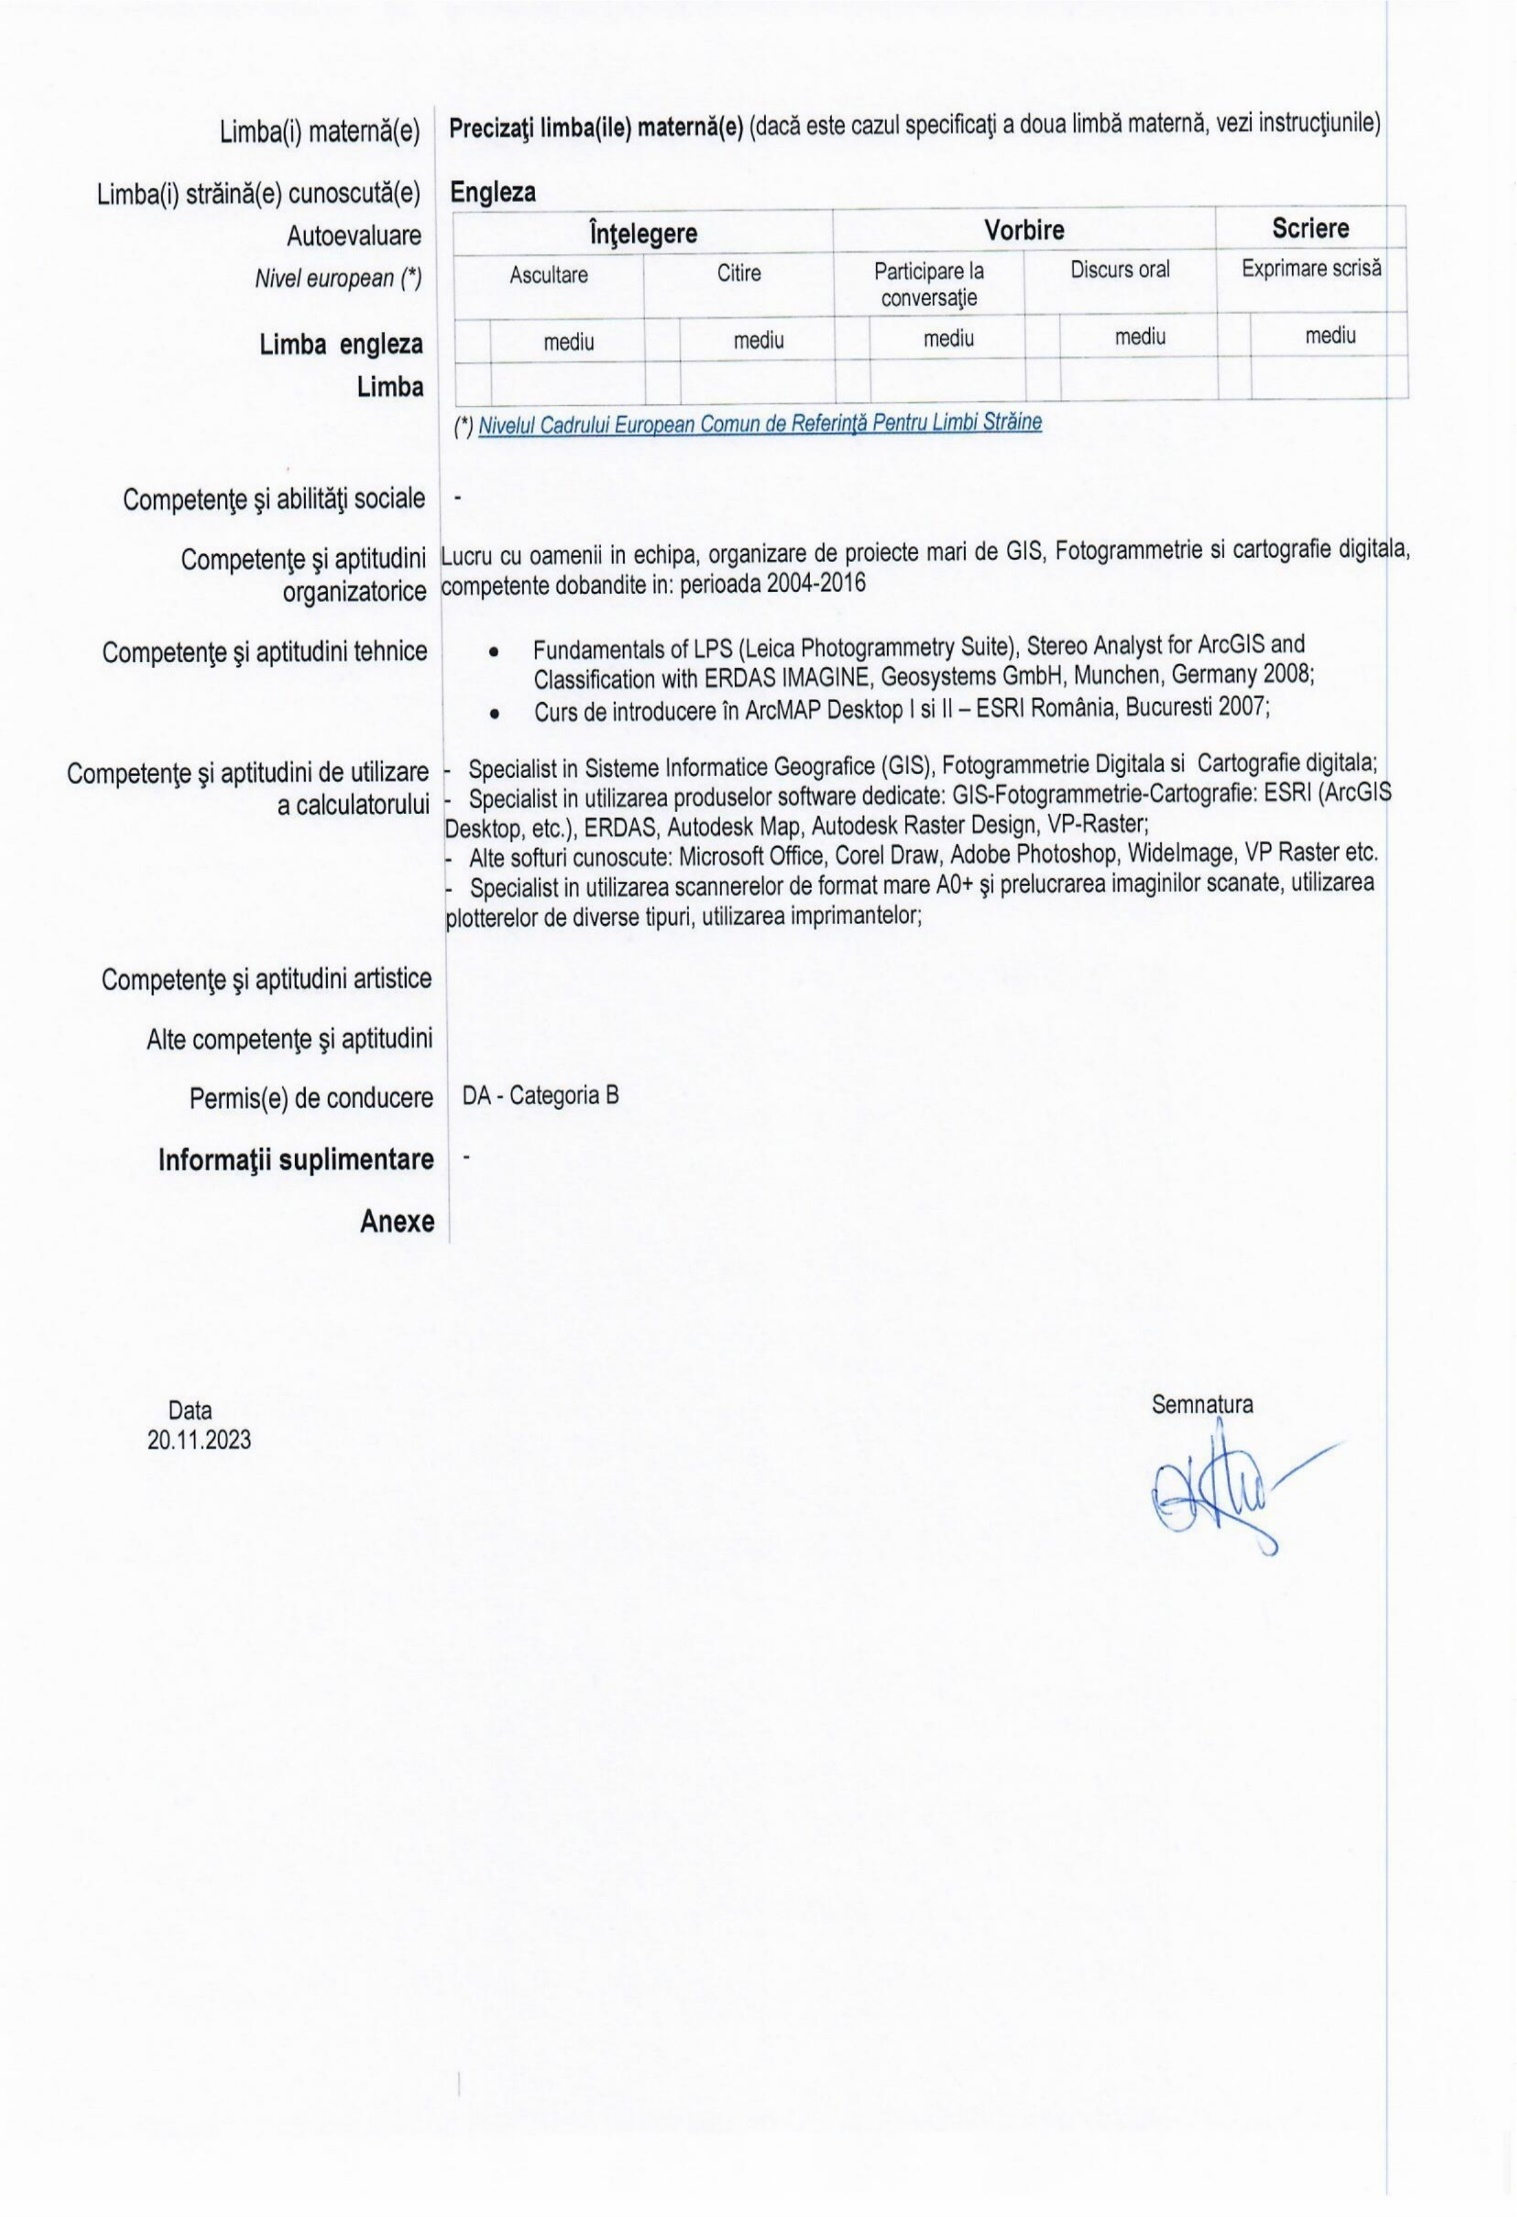 Limba(i) maternă(e) Precizaţi limba(ile) maternă(e) (dacă este cazul specificaţi a doua limbă maternă, vezi instrucţiunile)
Limba(i) străină(e) cunoscută(e) Engleza
Autoevaluare Înţelegere Vorbire Scriere
Nivel european (*) Ascultare Citire Participare la conversaţie Discurs oral Exprimare scrisă
Limba engleza mediu mediu mediu mediu mediu
Limba
(*) Nivelul Cadrului European Comun de Referinţă Pentru Limbi Străine
Competenţe şi abilităţi sociale -
Competenţe şi aptitudini Lucru cu oamenii in echipa, organizare de proiecte mari de GIS, Fotogrammetrie si cartografie digitala,
organizatorice competente dobandite in: perioada 2004-2016
Competenţe şi aptitudini tehnice • Fundamentals of LPS (Leica Photogrammetry Suite), Stereo Analyst for ArcGIS and
Classification with ERDAS IMAGINE, Geosystems GmbH, Munchen, Germany 2008;
• Curs de introducere în ArcMAP Desktop I si II – ESRI România, Bucuresti 2007;
Competenţe şi aptitudini de utilizare - Specialist in Sisteme Informatice Geografice (GIS), Fotogrammetrie Digitala si Cartografie digitala;
a calculatorului - Specialist in utilizarea produselor software dedicate: GIS-Fotogrammetrie-Cartografie: ESRI (ArcGIS
Desktop, etc.), ERDAS, Autodesk Map, Autodesk Raster Design, VP-Raster;
- Alte softuri cunoscute: Microsoft Office, Corel Draw, Adobe Photoshop, WideImage, VP Raster etc.
- Specialist in utilizarea scannerelor de format mare A0+ şi prelucrarea imaginilor scanate, utilizarea
plotterelor de diverse tipuri, utilizarea imprimantelor;
Competenţe şi aptitudini artistice
Alte competenţe şi aptitudini
Permis(e) de conducere DA - Categoria B
Informaţii suplimentare -
Anexe
Data Semnatura
20.11.2023